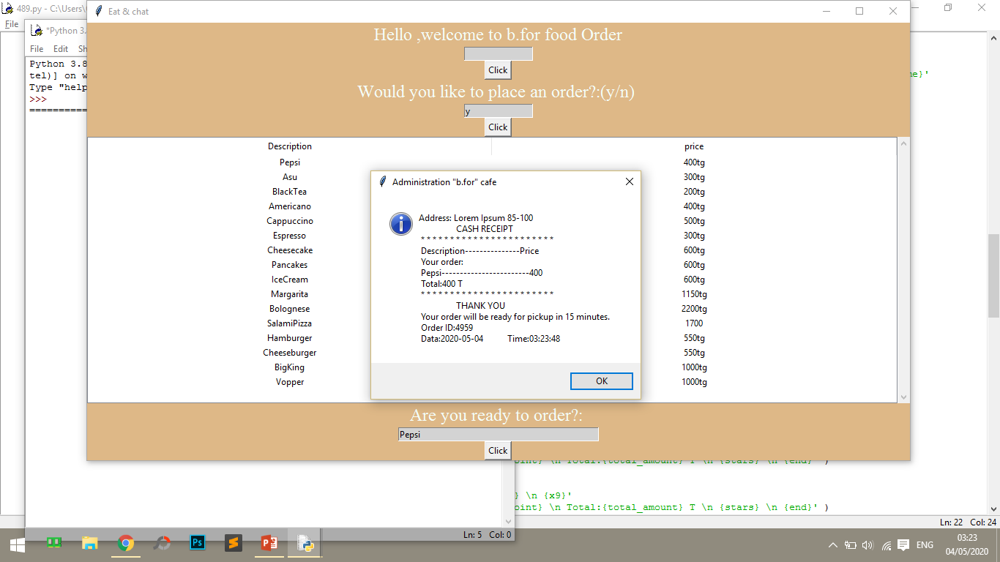 489.py - C:\Users\
File
*Python 3.
File Edit Sh
Python 3.8
tel)] on w
Type "help
>>>
===========
Eat & chat
Hello ,welcome to b.for food Order
Click
Would you like to place an order?:(y/n)
y
Click
Description price
Pepsi 400tg
Asu 300tg
BlackTea 200tg
Americano 400tg
Cappuccino 500tg
Espresso 300tg
Cheesecake 600tg
Pancakes 600tg
IceCream 600tg
Margarita 1150tg
Bolognese 2200tg
SalamiPizza 1700
Hamburger 550tg
Cheeseburger 550tg
BigKing 1000tg
Vopper 1000tg
Administration "b.for" cafe
Address: Lorem Ipsum 85-100
CASH RECEIPT
* * * * * * * * * * * * * * * * * * * * * * *
Description---------------Price
Your order:
Pepsi------------------------400
Total:400 T
* * * * * * * * * * * * * * * * * * * * * * *
THANK YOU
Your order will be ready for pickup in 15 minutes.
Order ID:4959
Data:2020-05-04 Time:03:23:48
OK
Are you ready to order?:
Pepsi
Click
me}'
oint} \n Total:{total_amount} T \n {stars} \n {end}' )
} \n {x9}'
oint} \n Total:{total_amount} T \n {stars} \n {end}' )
Ln: 22 Col: 24
Ln: 5 Col: 0
Ps
ENG
03:23
04/05/2020